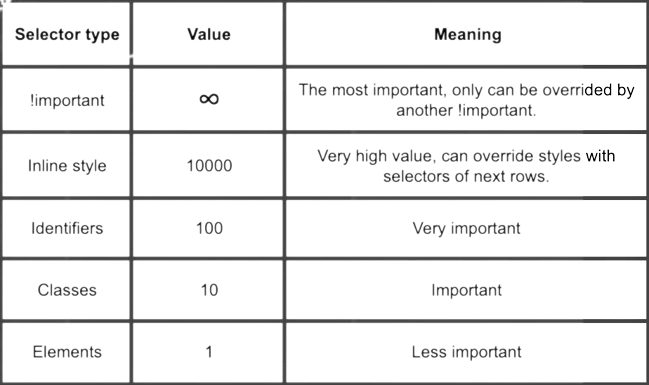 Selector type Value Meaning
!important ∞ The most important, only can be overrided by
another !important.
Inline style 10000 Very high value, can override styles with
selectors of next rows.
Identifiers 100 Very important
Classes 10 Important
Elements 1 Less important